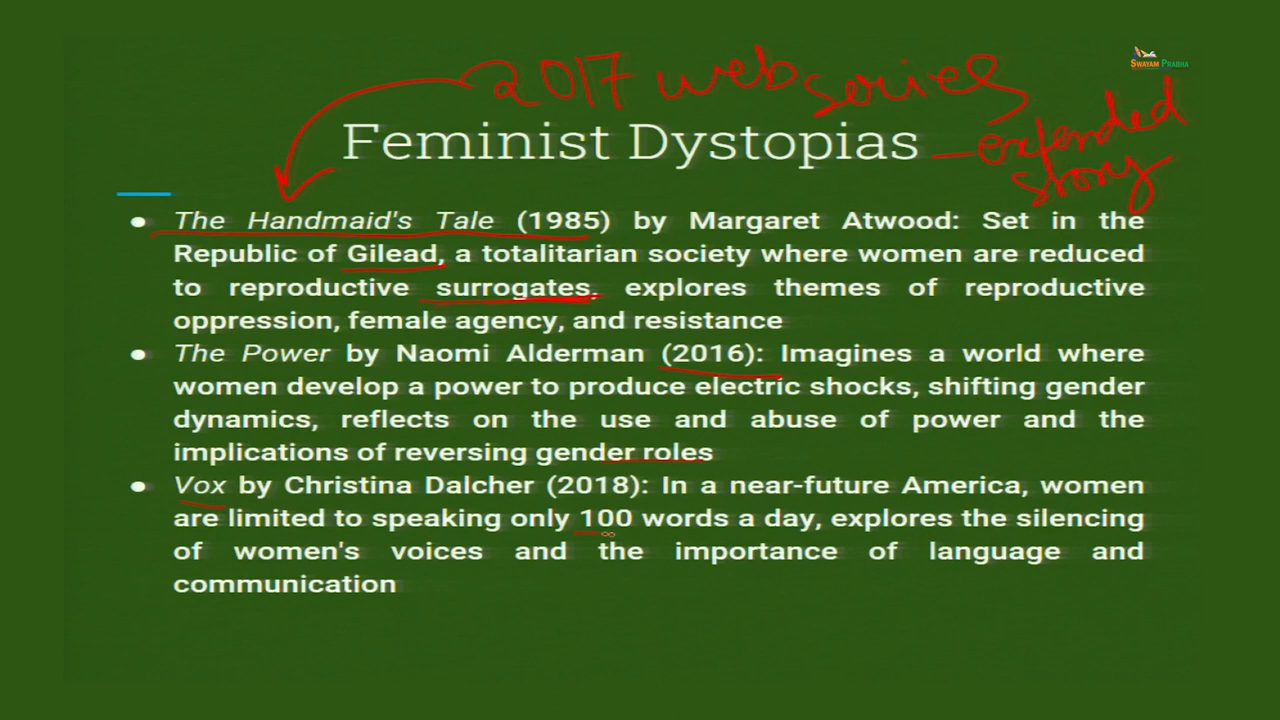 2017 web series
SWAYAM PRABHA
extended
story
Feminist Dystopias
● The Handmaid's Tale (1985) by Margaret Atwood: Set in the
Republic of Gilead, a totalitarian society where women are reduced
to reproductive surrogates. explores themes of reproductive
oppression, female agency, and resistance
● The Power by Naomi Alderman (2016): Imagines a world where
women develop a power to produce electric shocks, shifting gender
dynamics, reflects on the use and abuse of power and the
implications of reversing gender roles
● Vox by Christina Dalcher (2018): In a near-future America, women
are limited to speaking only 100 words a day, explores the silencing
of women's voices and the importance of language and
communication